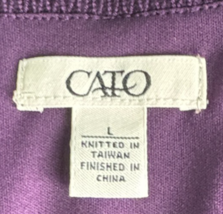 CATO
L
KNITTED IN
TAIWAN
FINISHED IN
CHINA